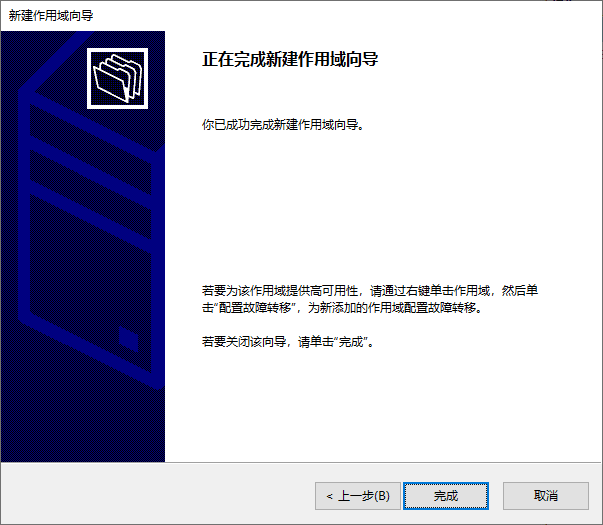 新建作用域向导
正在完成新建作用域向导
你已成功完成新建作用域向导。
若要为该作用域提供高可用性，请通过右键单击作用域，然后单
击“配置故障转移”，为新添加的作用域配置故障转移。
若要关闭该向导，请单击“完成”。
< 上一步(B)
完成
取消